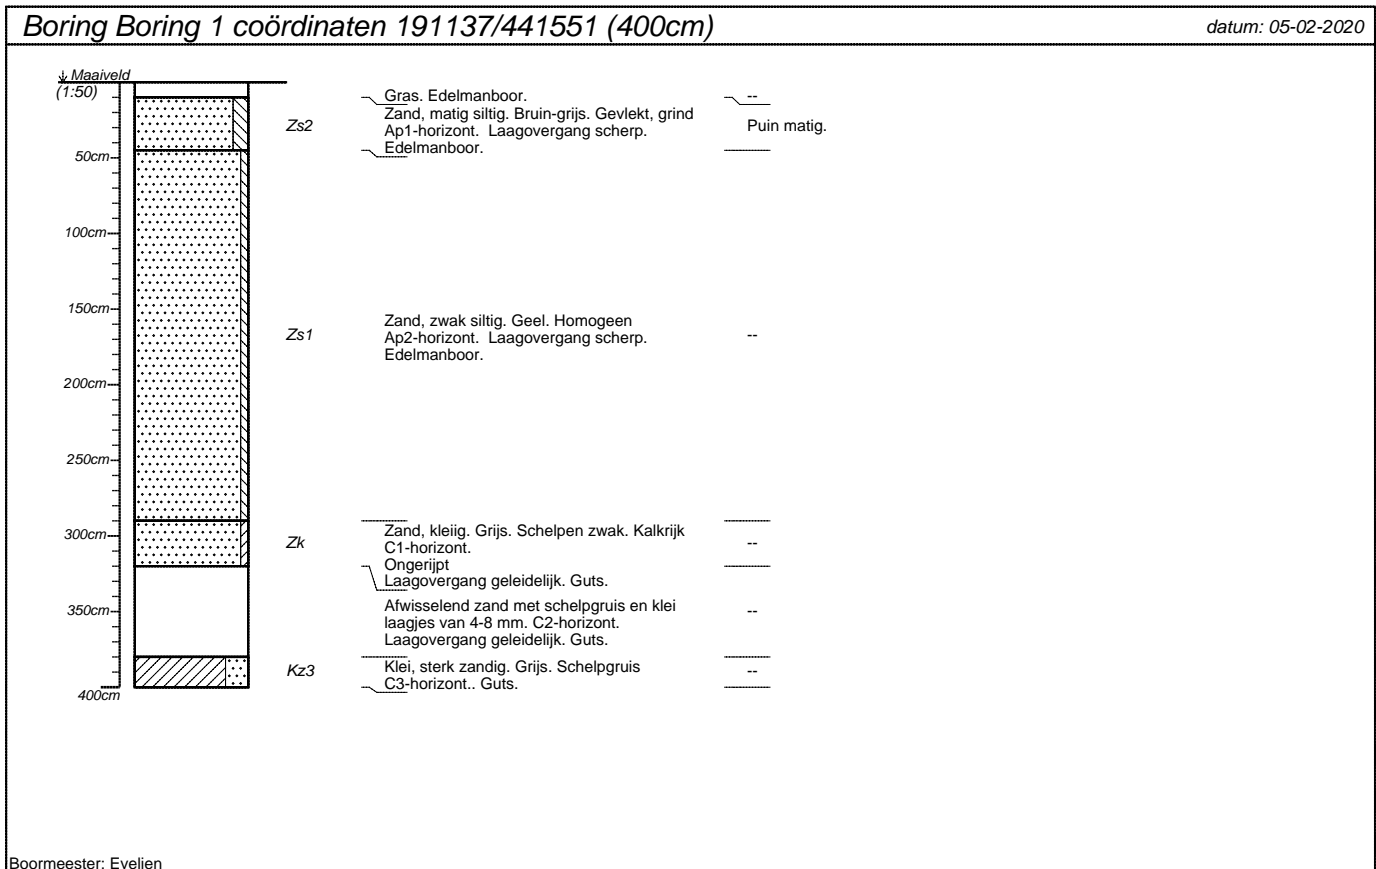 Boring Boring 1 coördinaten 191137/441551 (400cm)
datum: 05-02-2020
Maaiveld
(1:50)
50cm
100cm
150cm
200cm
250cm
300cm
350cm
400cm
Gras. Edelmanboor.
--
Zs2
Zand, matig siltig. Bruin-grijs. Gevlekt, grind
Ap1-horizont. Laagovergang scherp.
Edelmanboor.
Puin matig.
Zs1
Zand, zwak siltig. Geel. Homogeen
Ap2-horizont. Laagovergang scherp.
Edelmanboor.
--
Zk
Zand, kleiig. Grijs. Schelpen zwak. Kalkrijk
C1-horizont.
Ongerijpt
Laagovergang geleidelijk. Guts.
--
Afwisselend zand met schelpgruis en klei
laagjes van 4-8 mm. C2-horizont.
Laagovergang geleidelijk. Guts.
--
Kz3
Klei, sterk zandig. Grijs. Schelpgruis
C3-horizont.. Guts.
--
Boormeester: Evelien